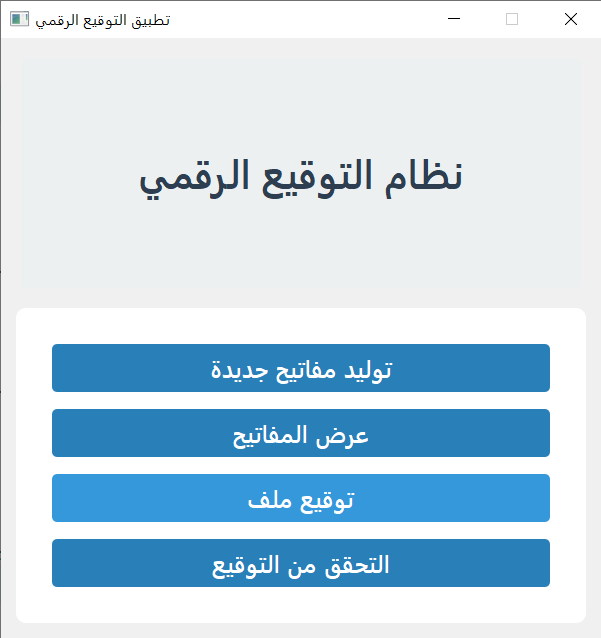 تطبيق التوقيع الرقمي
نظام التوقيع الرقمي
توليد مفاتيح جديدة
عرض المفاتيح
توقيع ملف
التحقق من التوقيع